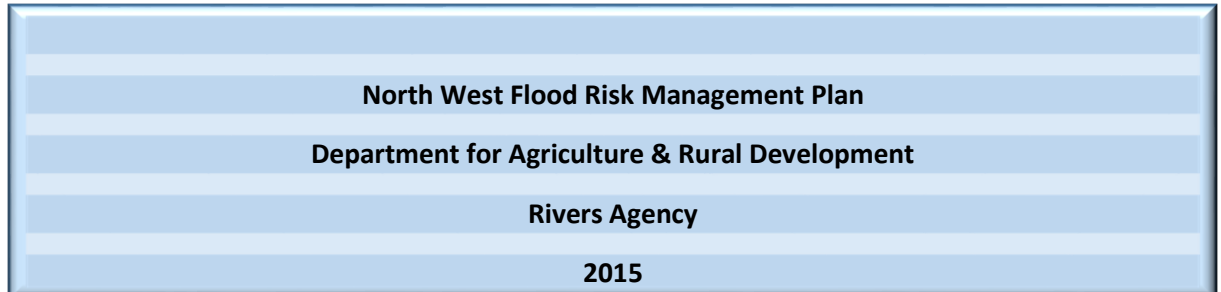 North West Flood Risk Management Plan
Department for Agriculture & Rural Development
Rivers Agency
2015